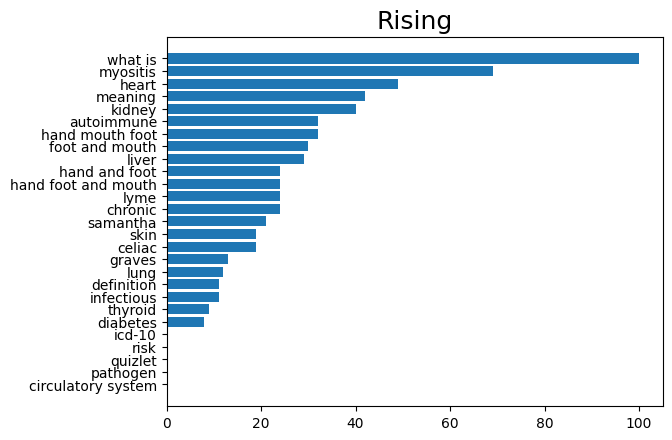 Rising
what is
myositis
heart
meaning
kidney
autoimmune
hand mouth foot
foot and mouth
liver
hand and foot
hand foot and mouth
lyme
chronic
samantha
skin
celiac
graves
lung
definition
infectious
thyroid
diabetes
icd-10
risk
quizlet
pathogen
circulatory system
0 20 40 60 80 100